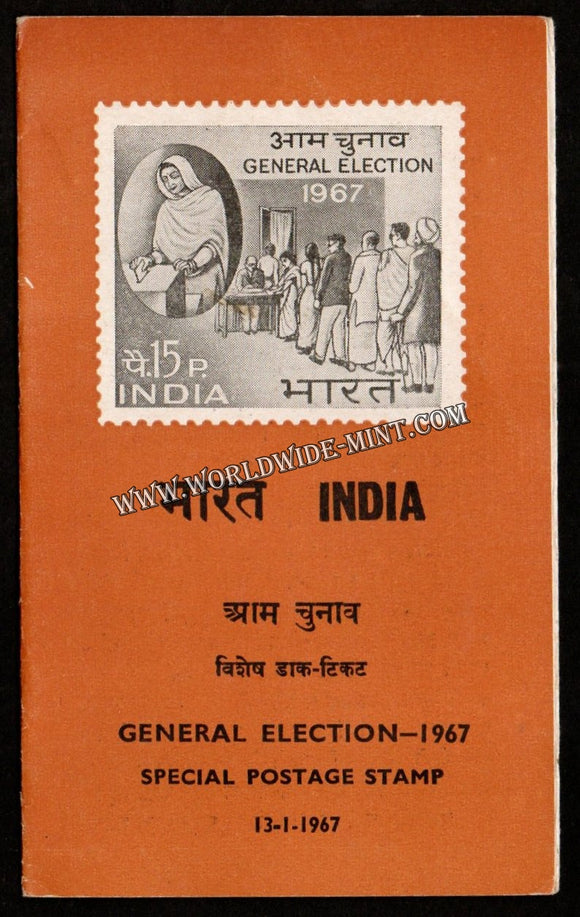 आम चुनाव
GENERAL ELECTION
1967
पै.15 P.
INDIA भारत
WWW.WORLDWIDE-MINT.COM
भारत INDIA
आम चुनाव
विशेष डाक-टिकट
GENERAL ELECTION—1967
SPECIAL POSTAGE STAMP
13-1-1967